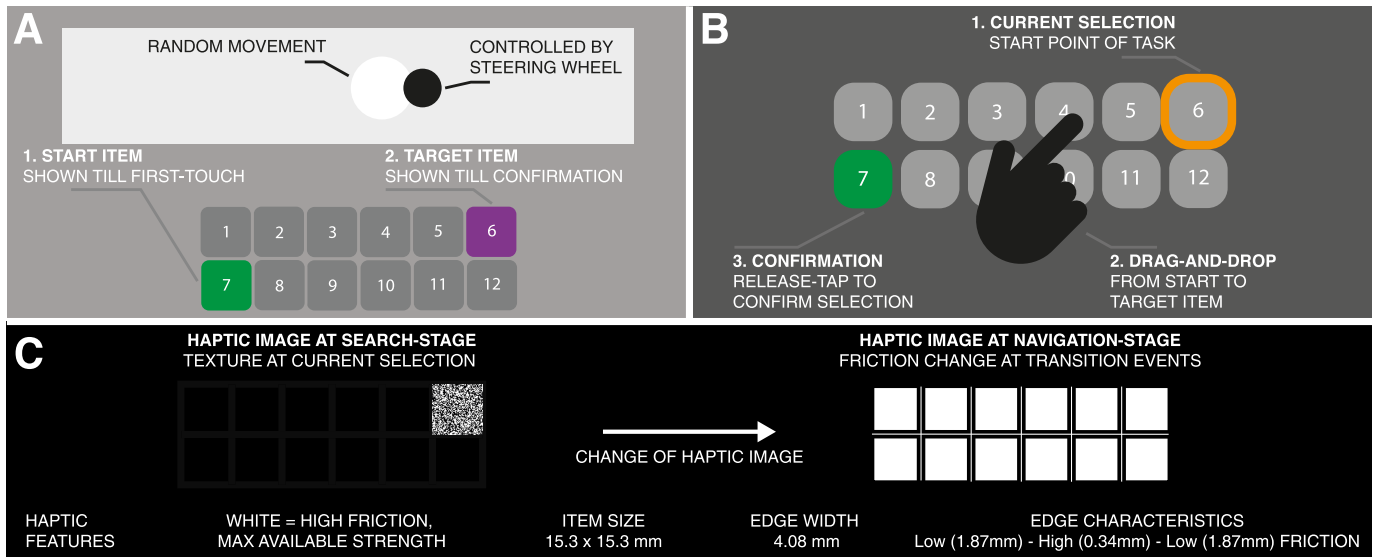 A
RANDOM MOVEMENT
CONTROLLED BY
STEERING WHEEL
1. START ITEM
SHOWN TILL FIRST-TOUCH
2. TARGET ITEM
SHOWN TILL CONFIRMATION
1 2 3 4 5 6
7 8 9 10 11 12
B
1. CURRENT SELECTION
START POINT OF TASK
1 2 3 4 5 6
7 8 0 11 12
3. CONFIRMATION
RELEASE-TAP TO
CONFIRM SELECTION
2. DRAG-AND-DROP
FROM START TO
TARGET ITEM
C
HAPTIC IMAGE AT SEARCH-STAGE
TEXTURE AT CURRENT SELECTION
HAPTIC IMAGE AT NAVIGATION-STAGE
FRICTION CHANGE AT TRANSITION EVENTS
CHANGE OF HAPTIC IMAGE
HAPTIC
FEATURES
WHITE = HIGH FRICTION,
MAX AVAILABLE STRENGTH
ITEM SIZE
15.3 x 15.3 mm
EDGE WIDTH
4.08 mm
EDGE CHARACTERISTICS
Low (1.87mm) - High (0.34mm) - Low (1.87mm) FRICTION